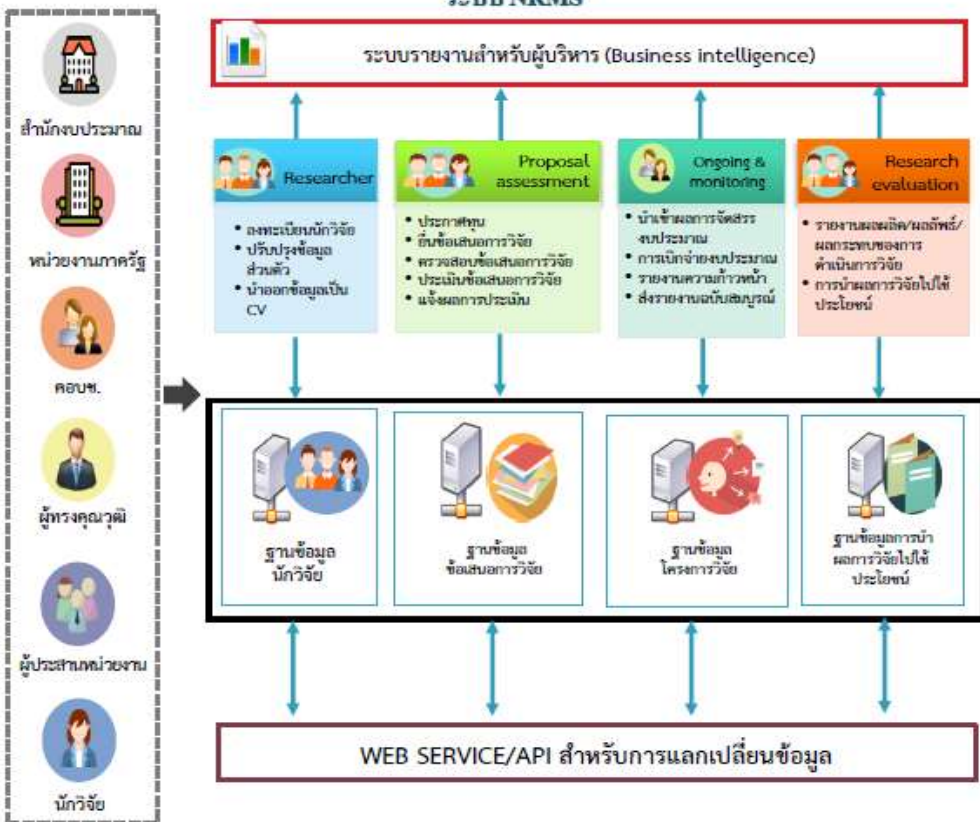 ระบบ NRMS
สำนักงบประมาณ
หน่วยงานภาครัฐ
คอบช.
ผู้ทรงคุณวุฒิ
ผู้ประสานหน่วยงาน
นักวิจัย
ระบบรายงานสำหรับผู้บริหาร (Business intelligence)
Researcher
• ลงทะเบียนนักวิจัย
• ปรับปรุงข้อมูล
ส่วนตัว
• นำออกข้อมูลเป็น
CV
Proposal
assessment
• ประกาศทุน
• ยื่นข้อเสนอการวิจัย
• ตรวจสอบข้อเสนอการวิจัย
• ประเมินข้อเสนอการวิจัย
• แจ้งผลการประเมิน
Ongoing &
monitoring
• นำเข้าผลการจัดสรร
งบประมาณ
• การเบิกจ่ายงบประมาณ
• รายงานความก้าวหน้า
• ส่งรายงานฉบับสมบูรณ์
Research
evaluation
• รายงานผลผลิต/ผลลัพธ์/
ผลกระทบของการ
ดำเนินการวิจัย
• การนำผลการวิจัยไปใช้
ประโยชน์
ฐานข้อมูล
นักวิจัย
ฐานข้อมูล
ข้อเสนอการวิจัย
ฐานข้อมูล
โครงการวิจัย
ฐานข้อมูลการนำ
ผลการวิจัยไปใช้
ประโยชน์
WEB SERVICE/API สำหรับการแลกเปลี่ยนข้อมูล